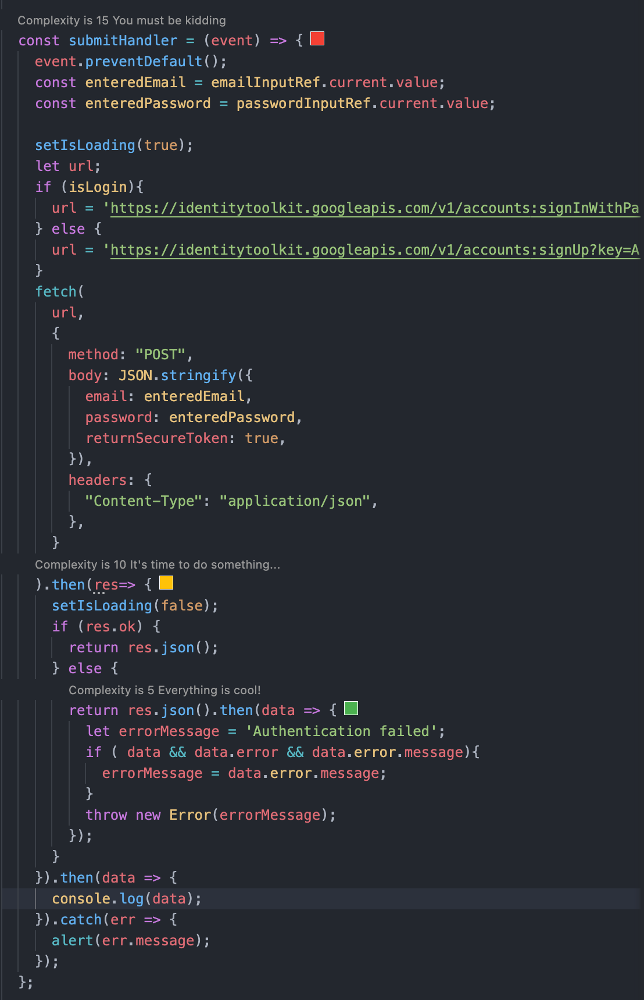 Complexity is 15 You must be kidding
const submitHandler = (event) => {
event.preventDefault();
const enteredEmail = emailInputRef.current.value;
const enteredPassword = passwordInputRef.current.value;
setIsLoading(true);
let url;
if (isLogin){
url = 'https://identitytoolkit.googleapis.com/v1/accounts:signInWithPa
} else {
url = 'https://identitytoolkit.googleapis.com/v1/accounts:signUp?key=A
}
fetch(
url,
{
method: "POST",
body: JSON.stringify({
email: enteredEmail,
password: enteredPassword,
returnSecureToken: true,
}),
headers: {
"Content-Type": "application/json",
},
}
Complexity is 10 It's time to do something...
).then(res=> {
setIsLoading(false);
if (res.ok) {
return res.json();
} else {
Complexity is 5 Everything is cool!
return res.json().then(data => {
let errorMessage = 'Authentication failed';
if ( data && data.error && data.error.message){
errorMessage = data.error.message;
}
throw new Error(errorMessage);
});
}
}).then(data => {
console.log(data);
}).catch(err => {
alert(err.message);
});
};